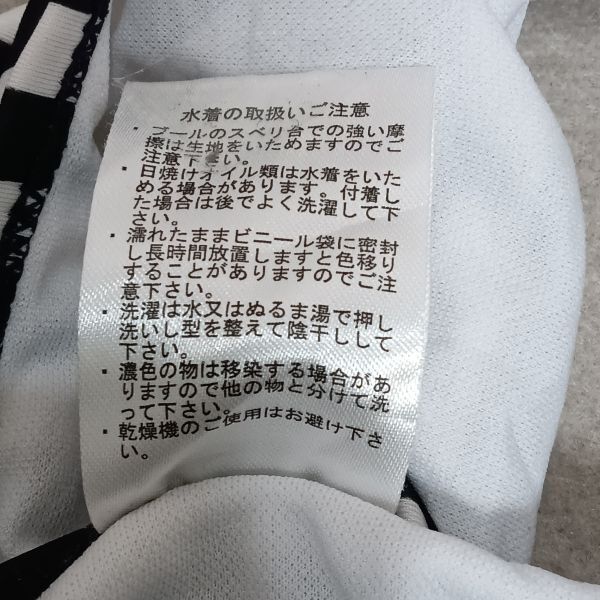 水着の取扱いご注意
・プールのスベリ台での強い摩
擦は生地をいためますのでご
注意下さい。
・日焼けオイル類は水着をいた
める場合があります。付着し
た場合は後でよく洗濯して下
さい。
・濡れたままビニール袋に密封
し長時間放置しますと色移り
することがありますのでご注
意下さい。
・洗濯は水又はぬるま湯で押し
洗いし型を整えて陰干しして
下さい。
・濃色の物は移染する場合があ
りますので他の物と分けて洗
って下さい。
・乾燥機のご使用はお避け下さ
い。